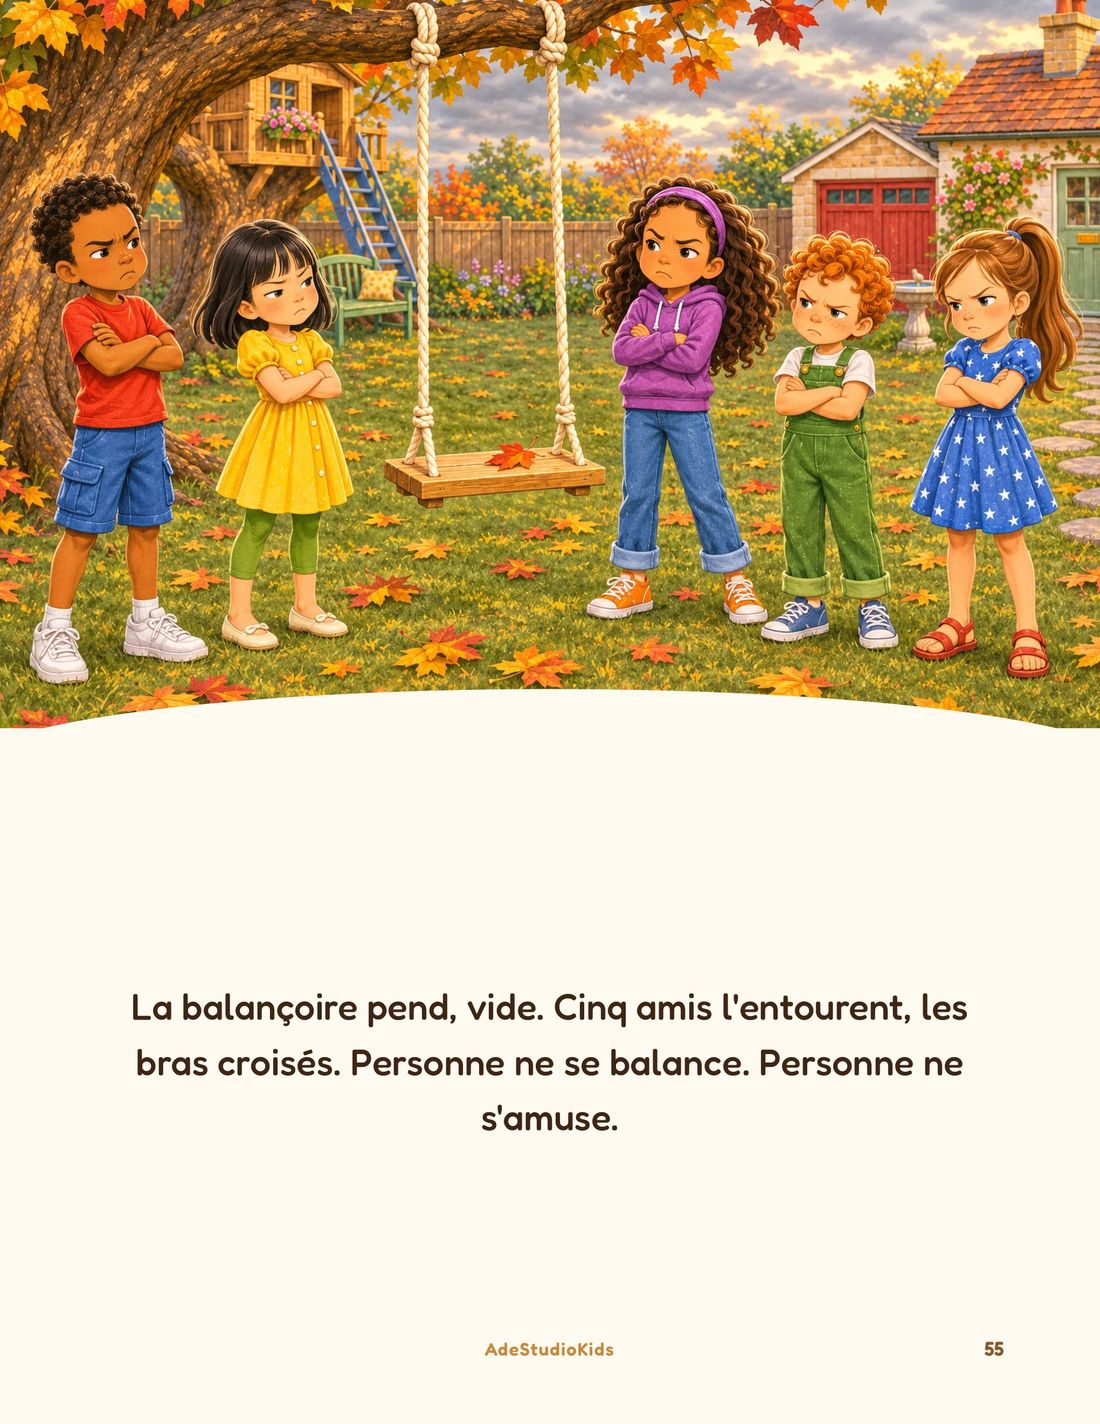 La balançoire pend, vide. Cinq amis l'entourent, les
bras croisés. Personne ne se balance. Personne ne
s'amuse.
AdeStudioKids
55